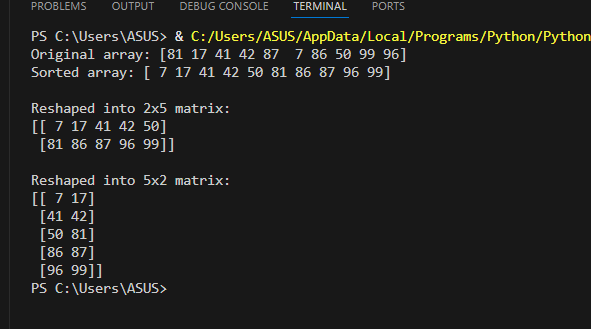 PROBLEMS OUTPUT DEBUG CONSOLE TERMINAL PORTS
PS C:\Users\ASUS> & C:/Users/ASUS/AppData/Local/Programs/Python/Python
Original array: [81 17 41 42 87  7 86 50 99 96]
Sorted array: [ 7 17 41 42 50 81 86 87 96 99]
Reshaped into 2x5 matrix:
[[ 7 17 41 42 50]
 [81 86 87 96 99]]
Reshaped into 5x2 matrix:
[[ 7 17]
 [41 42]
 [50 81]
 [86 87]
 [96 99]]
PS C:\Users\ASUS>